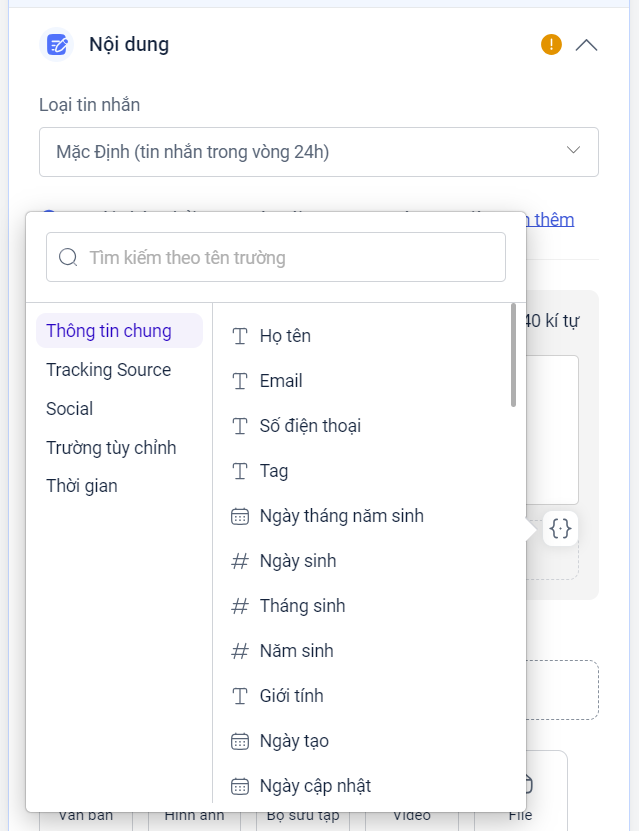 Nội dung
Loại tin nhắn
Mặc Định (tin nhắn trong vòng 24h)
thêm
Tìm kiếm theo tên trường
Thông tin chung
Tracking Source
Social
Trường tùy chỉnh
Thời gian
Họ tên
Email
Số điện thoại
Tag
Ngày tháng năm sinh
Ngày sinh
Tháng sinh
Năm sinh
Giới tính
Ngày tạo
Ngày cập nhật
40 kí tự
Văn bản
Hình ảnh
Bộ sưu tập
Video
File